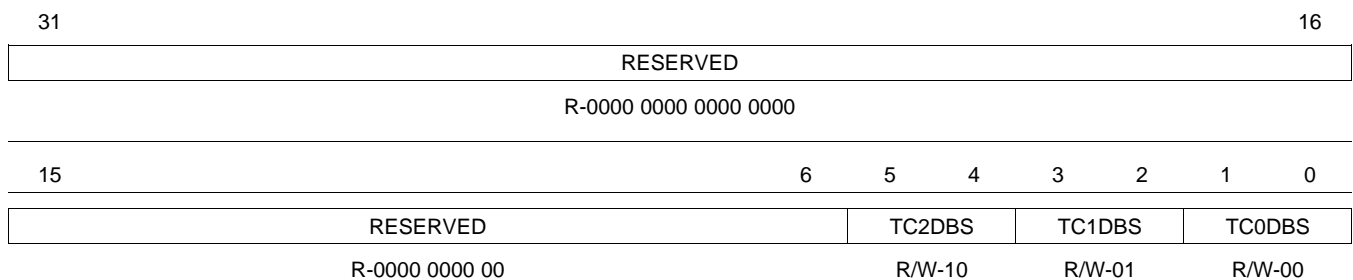 31 16
RESERVED
R-0000 0000 0000 0000
15 6 5 4 3 2 1 0
RESERVED TC2DBS TC1DBS TC0DBS
R-0000 0000 00 R/W-10 R/W-01 R/W-00